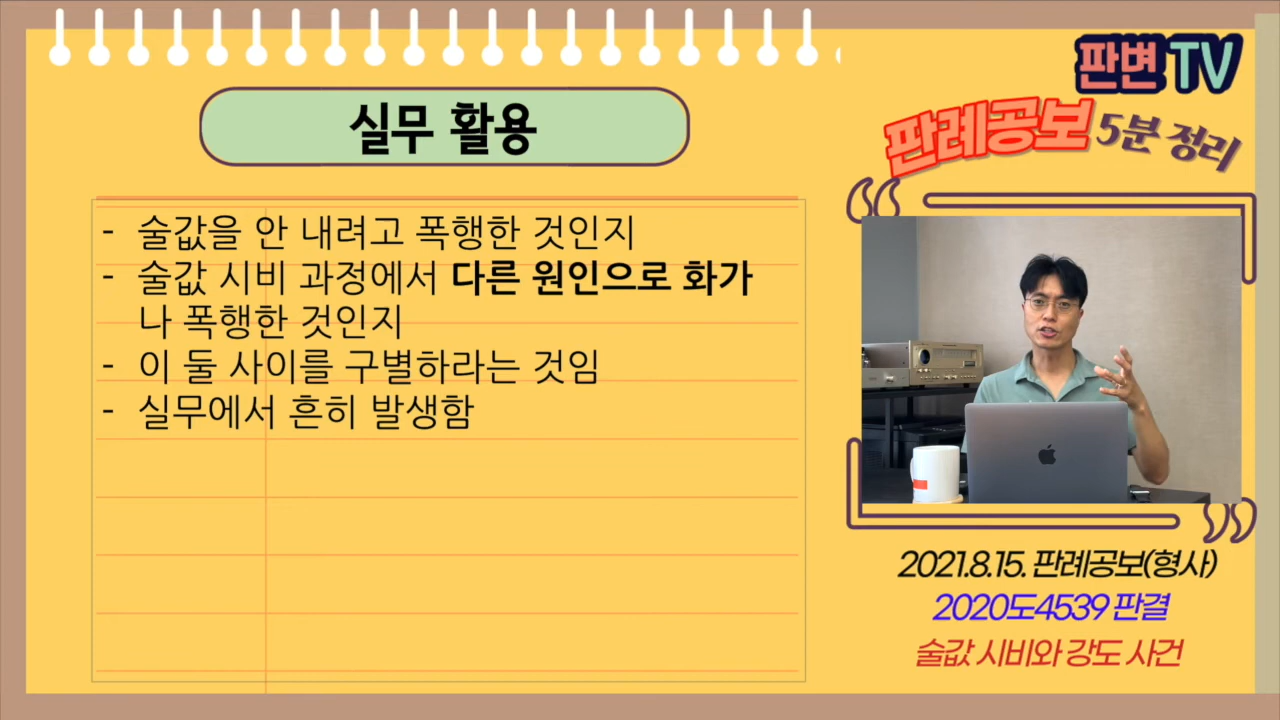 판변 TV
판례공보 5분 정리
실무 활용
- 술값을 안 내려고 폭행한 것인지
- 술값 시비 과정에서 다른 원인으로 화가
나 폭행한 것인지
- 이 둘 사이를 구별하라는 것임
- 실무에서 흔히 발생함
2021.8.15. 판례공보(형사)
2020도4539 판결
술값 시비와 강도 사건